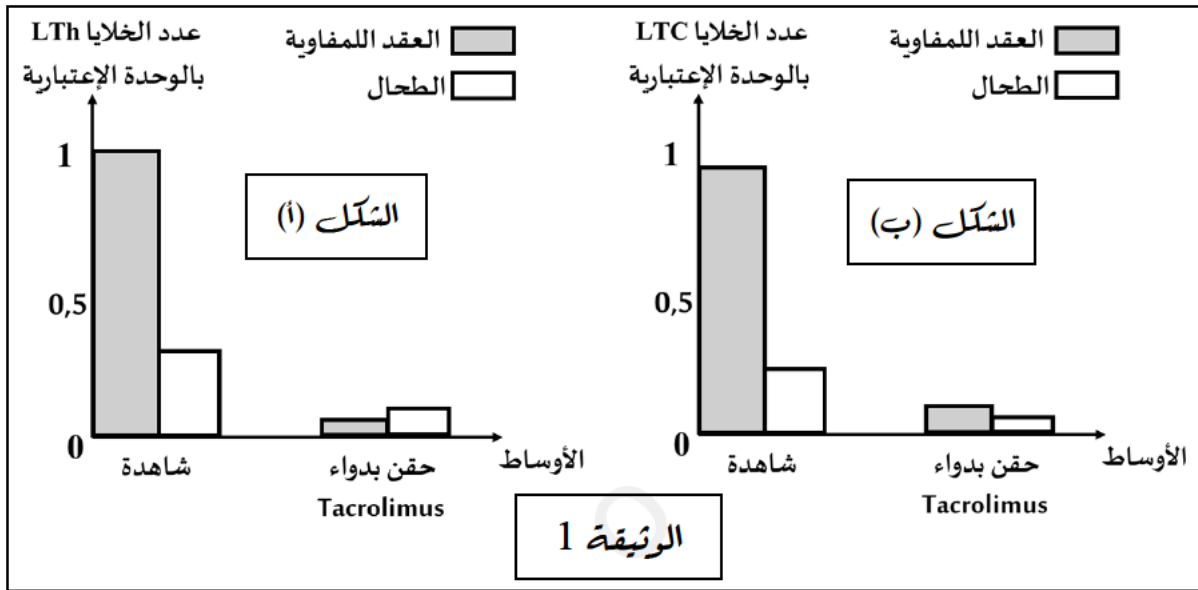 عدد الخلايا LTh
بالوحدة الإعتبارية
العقد اللمفاوية
الطحال
1
0,5
0
الشكل (أ)
شاهدة
حقن بدواء
Tacrolimus
الأوساط
عدد الخلايا LTC
بالوحدة الإعتبارية
العقد اللمفاوية
الطحال
1
0,5
0
الشكل (ب)
شاهدة
حقن بدواء
Tacrolimus
الأوساط
الوثيقة 1